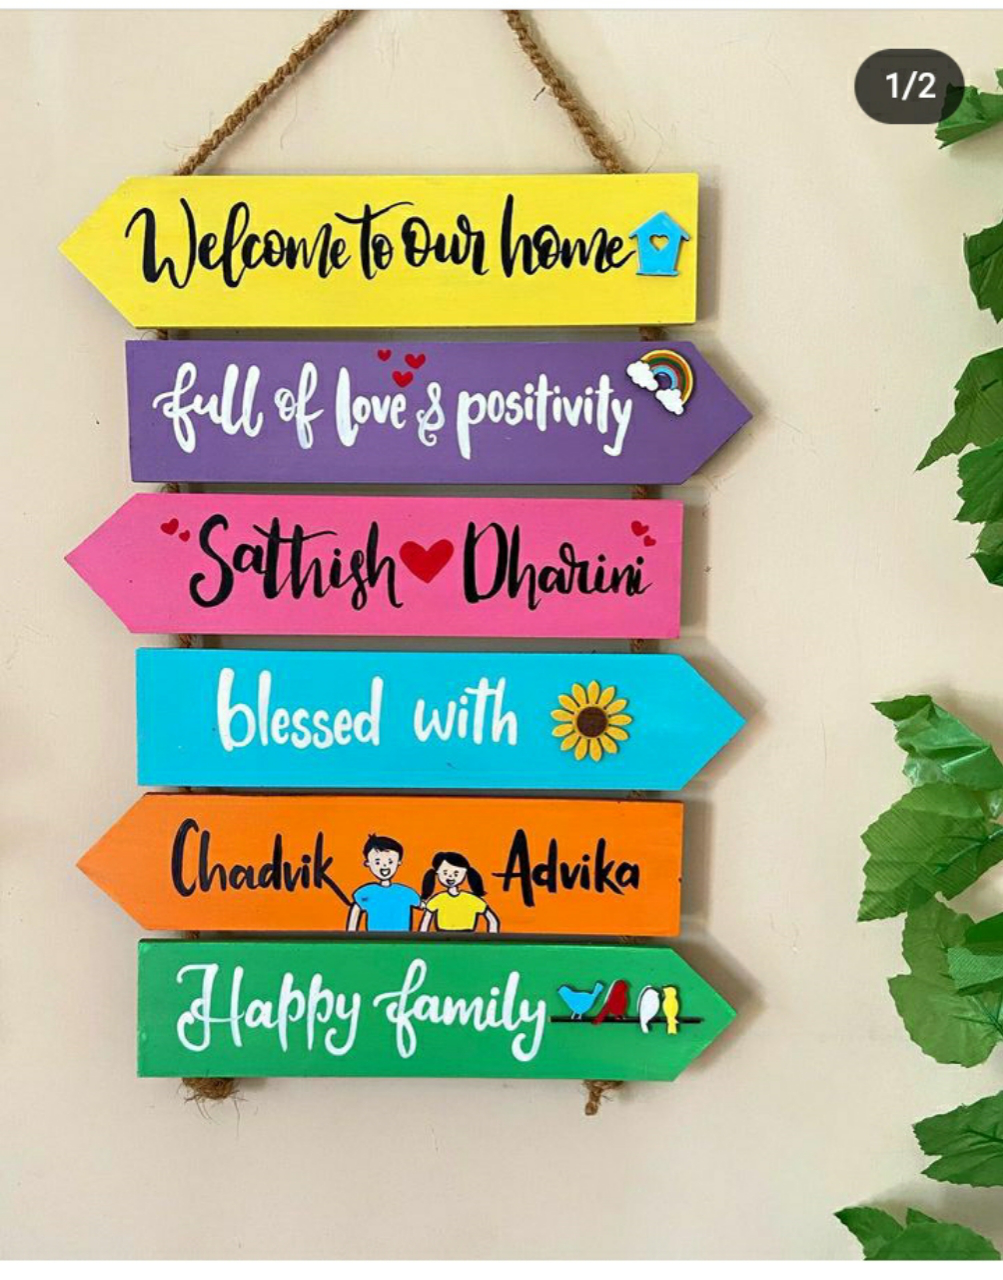 1/2
Welcome to our home
full of love & positivity
Sathish Dharini
blessed with
Chadvik Advika
Happy family